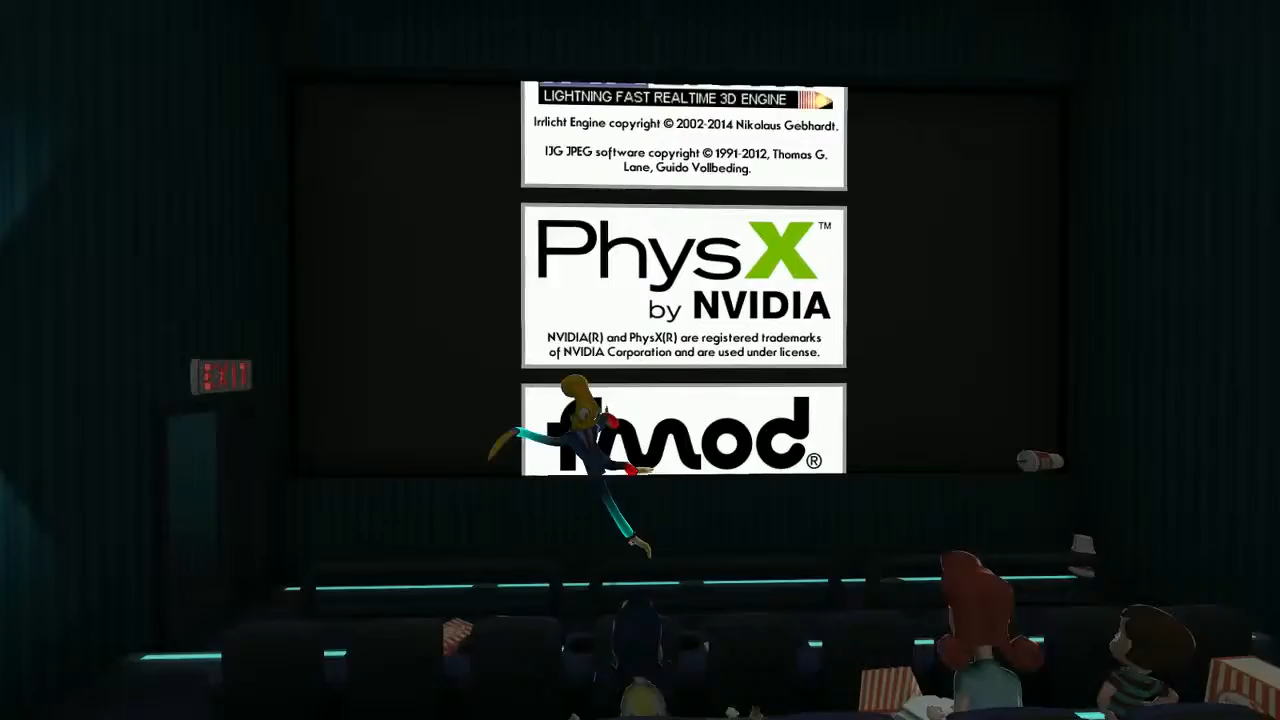 LIGHTNING FAST REALTIME 3D ENGINE
Irrlicht Engine copyright © 2002-2014 Nikolaus Gebhardt.
IJG JPEG software copyright © 1991-2012, Thomas G.
Lane, Guido Vollbeding.
PhysX™
by NVIDIA
NVIDIA(R) and PhysX(R) are registered trademarks
of NVIDIA Corporation and are used under license.
EXIT
fmod®